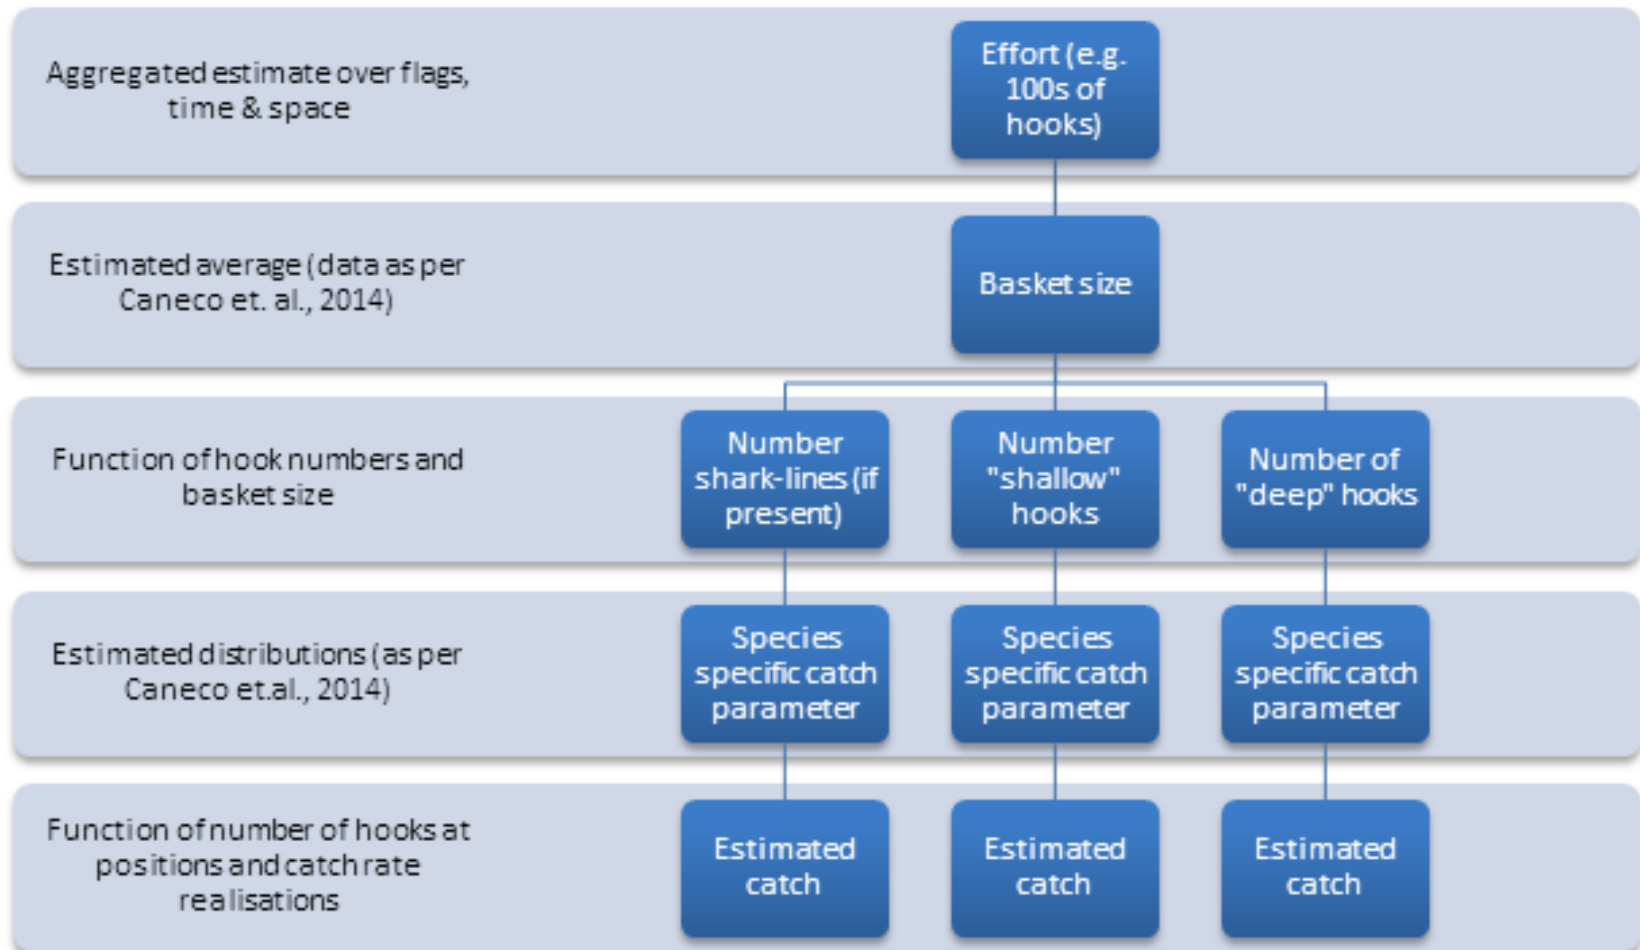 Aggregated estimate over flags,
time & space
Effort (e.g.
100s of
hooks)
Estimated average (data as per
Caneco et. al., 2014)
Basket size
Function of hook numbers and
basket size
Number
shark-lines (if
present)
Number
"shallow"
hooks
Number of
"deep" hooks
Estimated distributions (as per
Caneco et.al., 2014)
Species
specific catch
parameter
Species
specific catch
parameter
Species
specific catch
parameter
Function of number of hooks at
positions and catch rate
realisations
Estimated
catch
Estimated
catch
Estimated
catch